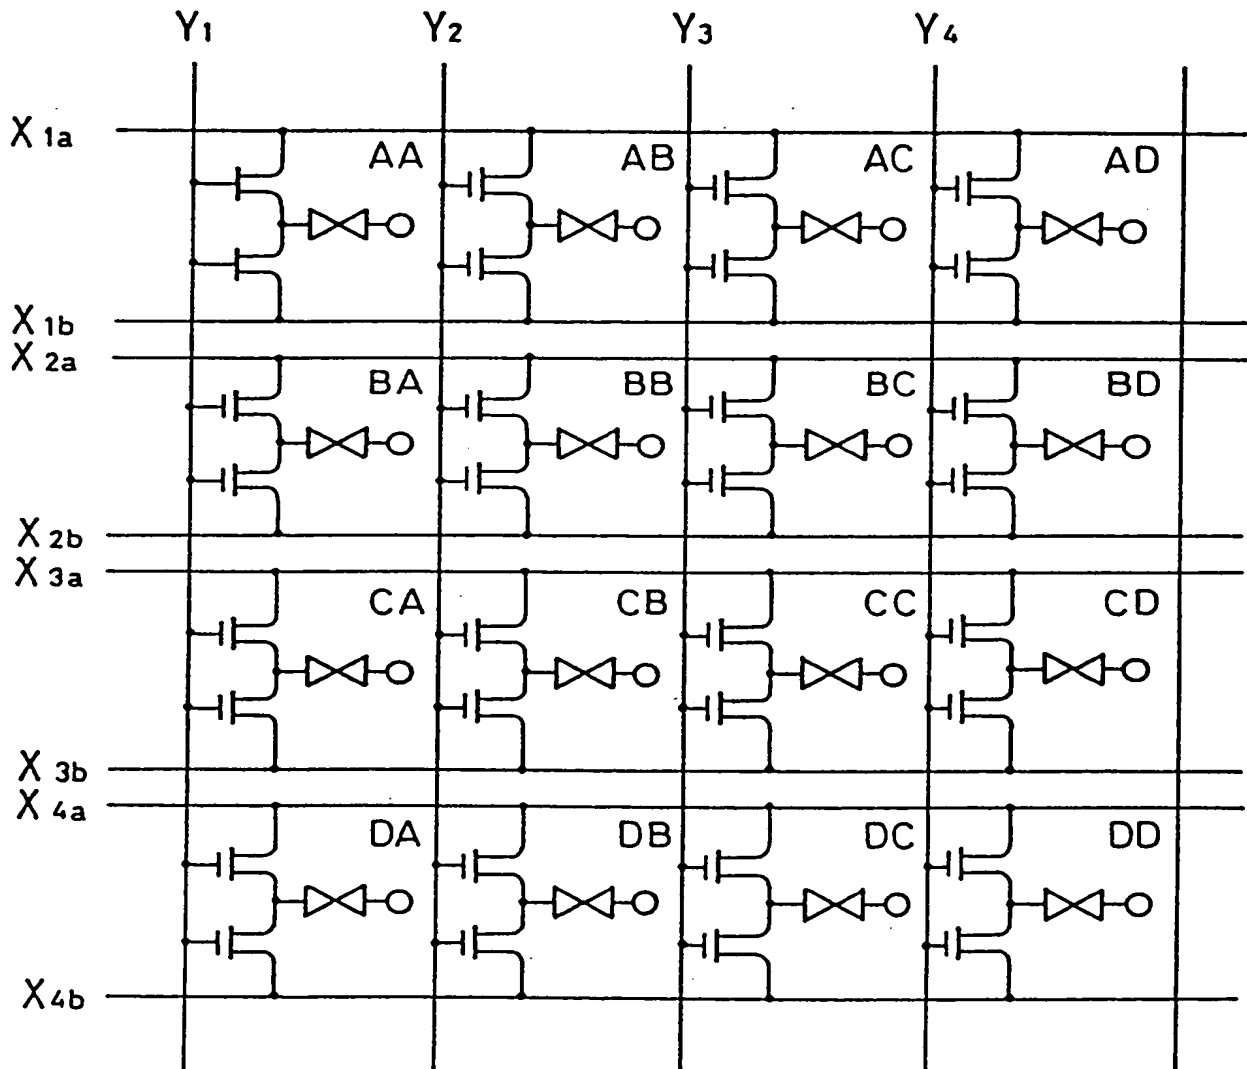 Y1 Y2 Y3 Y4
X1a
AA AB AC AD
X1b
X2a
BA BB BC BD
X2b
X3a
CA CB CC CD
X3b
X4a
DA DB DC DD
X4b